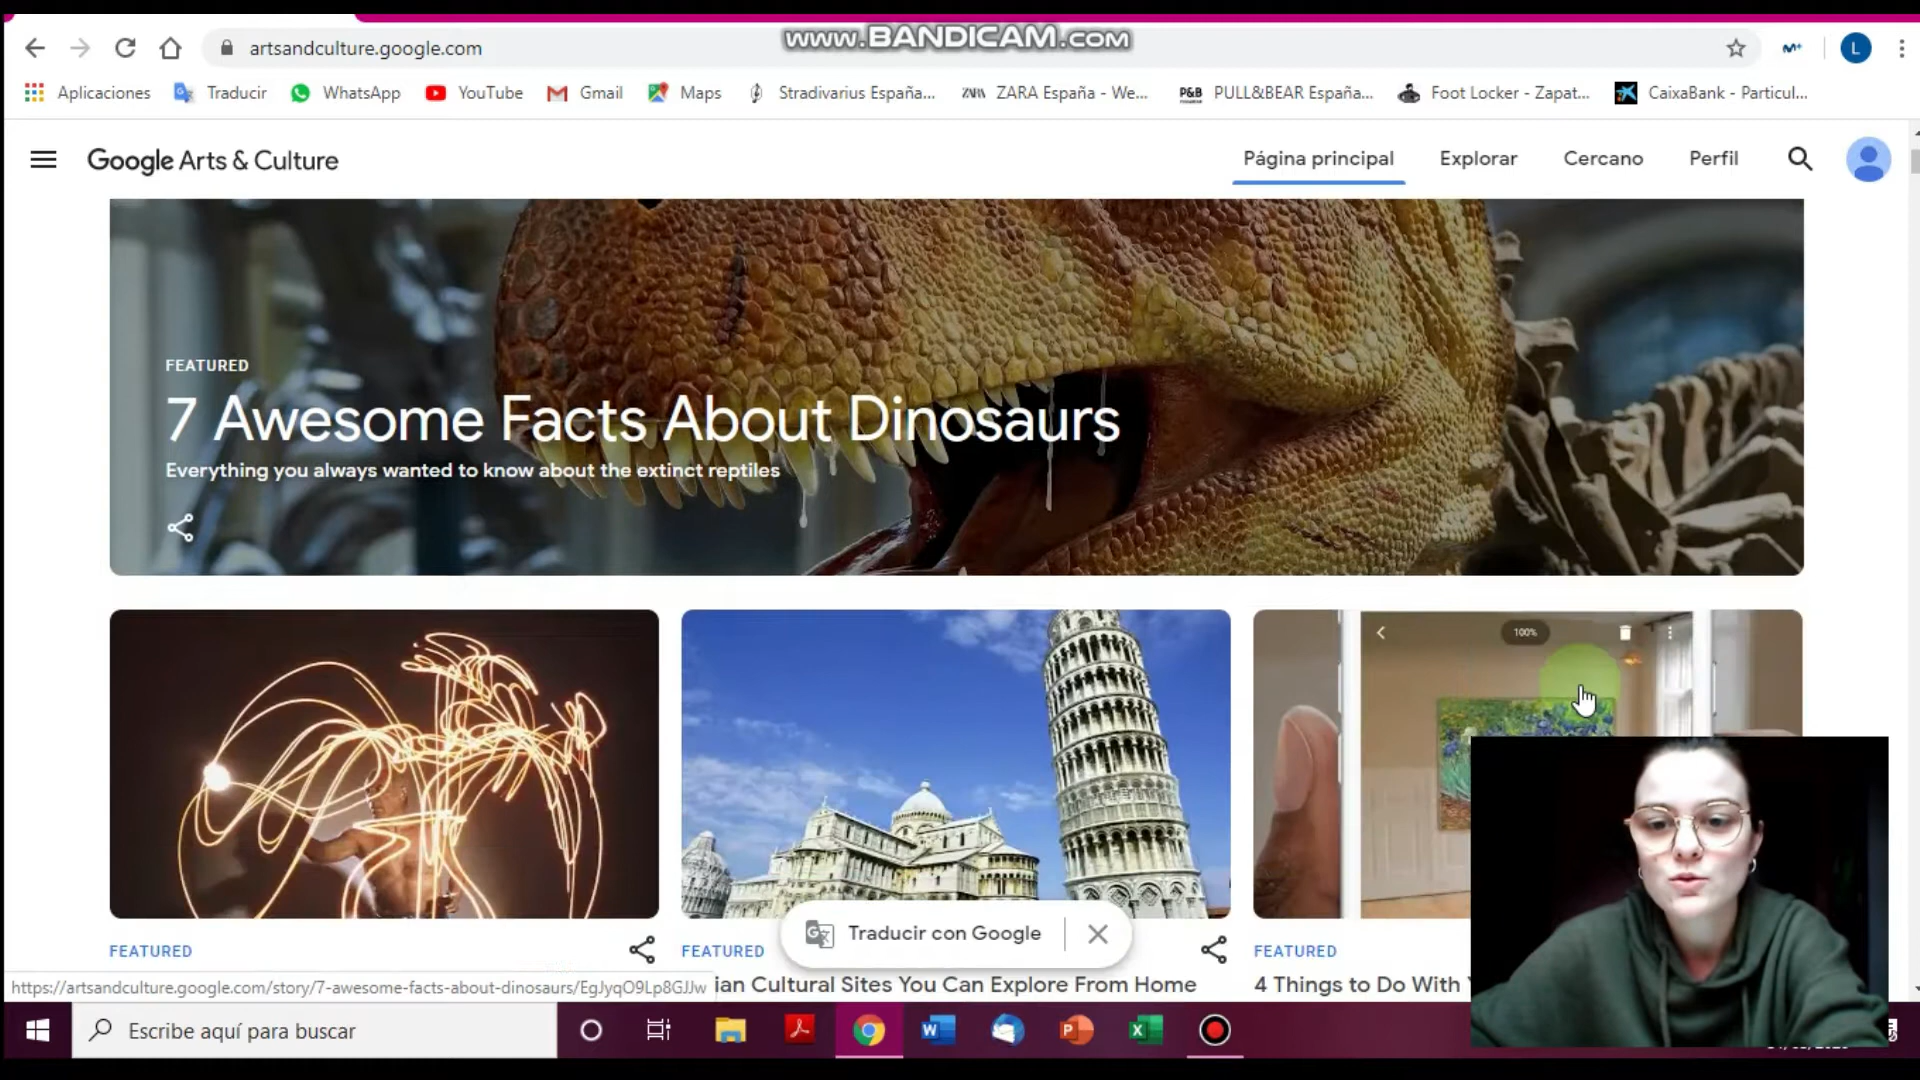 www.BANDICAM.com
artsandculture.google.com
L
Aplicaciones
Traducir
WhatsApp
YouTube
Gmail
Maps
Stradivarius España...
ZARA ZARA España - We...
P&B PULL&BEAR España...
Foot Locker - Zapat...
CaixaBank - Particul...
Google Arts & Culture
Página principal
Explorar
Cercano
Perfil
FEATURED
7 Awesome Facts About Dinosaurs
Everything you always wanted to know about the extinct reptiles
100%
FEATURED
FEATURED
FEATURED
Traducir con Google
https://artsandculture.google.com/story/7-awesome-facts-about-dinosaurs/EgJyqO9Lp8GJJw
ian Cultural Sites You Can Explore From Home
4 Things to Do With
Escribe aquí para buscar